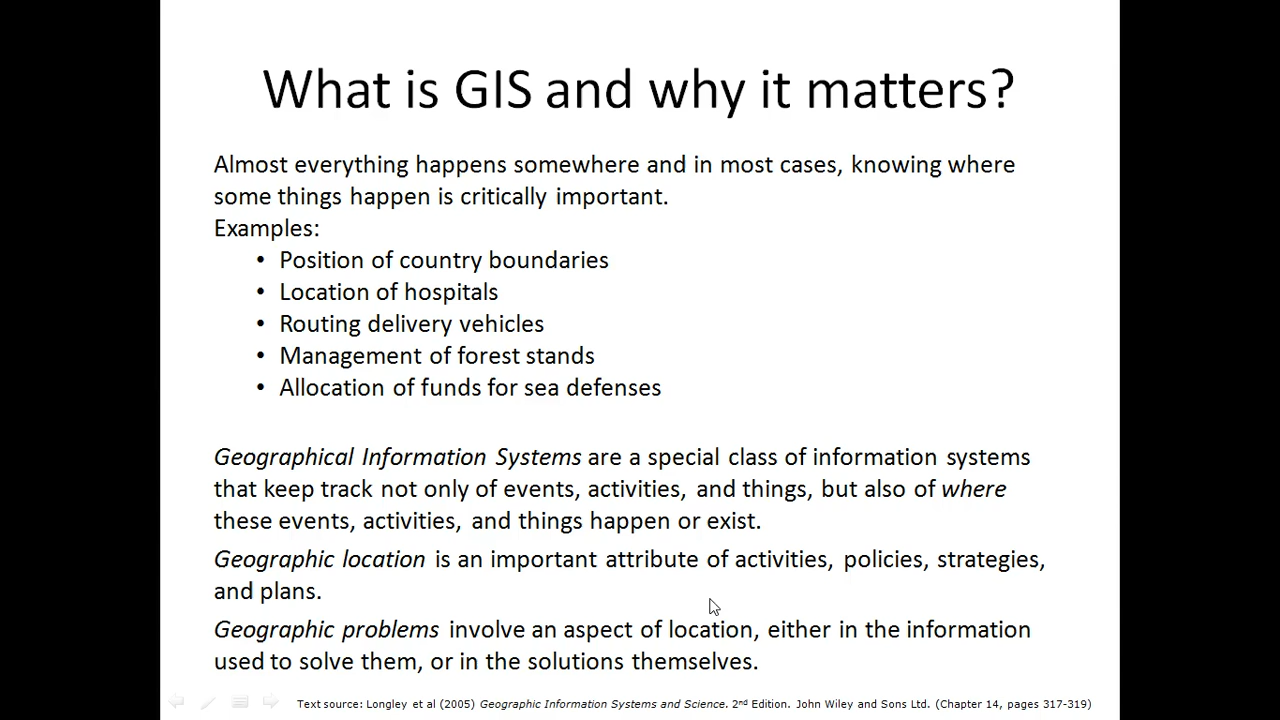 What is GIS and why it matters?
Almost everything happens somewhere and in most cases, knowing where
some things happen is critically important.
Examples:
• Position of country boundaries
• Location of hospitals
• Routing delivery vehicles
• Management of forest stands
• Allocation of funds for sea defenses
Geographical Information Systems are a special class of information systems
that keep track not only of events, activities, and things, but also of where
these events, activities, and things happen or exist.
Geographic location is an important attribute of activities, policies, strategies,
and plans.
Geographic problems involve an aspect of location, either in the information
used to solve them, or in the solutions themselves.
Text source: Longley et al (2005) Geographic Information Systems and Science. 2nd Edition. John Wiley and Sons Ltd. (Chapter 14, pages 317-319)